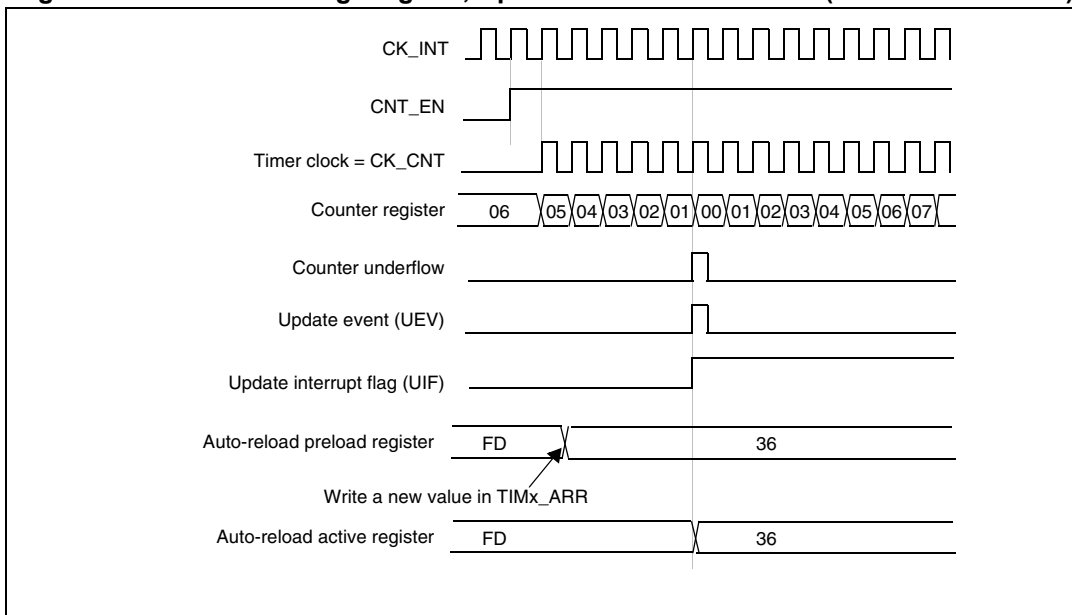 CK_INT
CNT_EN
Timer clock = CK_CNT
Counter register 06 05 04 03 02 01 00 01 02 03 04 05 06 07
Counter underflow
Update event (UEV)
Update interrupt flag (UIF)
Auto-reload preload register FD 36
Write a new value in TIMx_ARR
Auto-reload active register FD 36